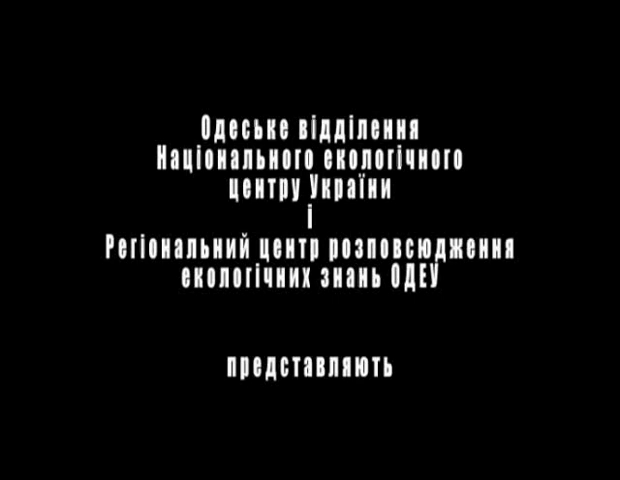 Одеське відділення
Національного екологічного
центру України
і
Регіональний центр розповсюдження
екологічних знань ОДЕУ
представляють